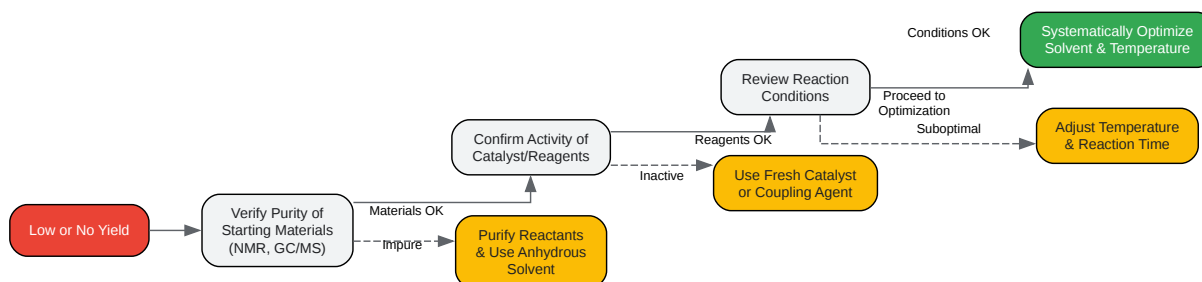 Low or No Yield
Verify Purity of
Starting Materials
(NMR, GC/MS)
Materials OK
Impure
Purify Reactants
& Use Anhydrous
Solvent
Confirm Activity of
Catalyst/Reagents
Reagents OK
Inactive
Use Fresh Catalyst
or Coupling Agent
Review Reaction
Conditions
Conditions OK
Proceed to
Optimization
Suboptimal
Systematically Optimize
Solvent & Temperature
Adjust Temperature
& Reaction Time